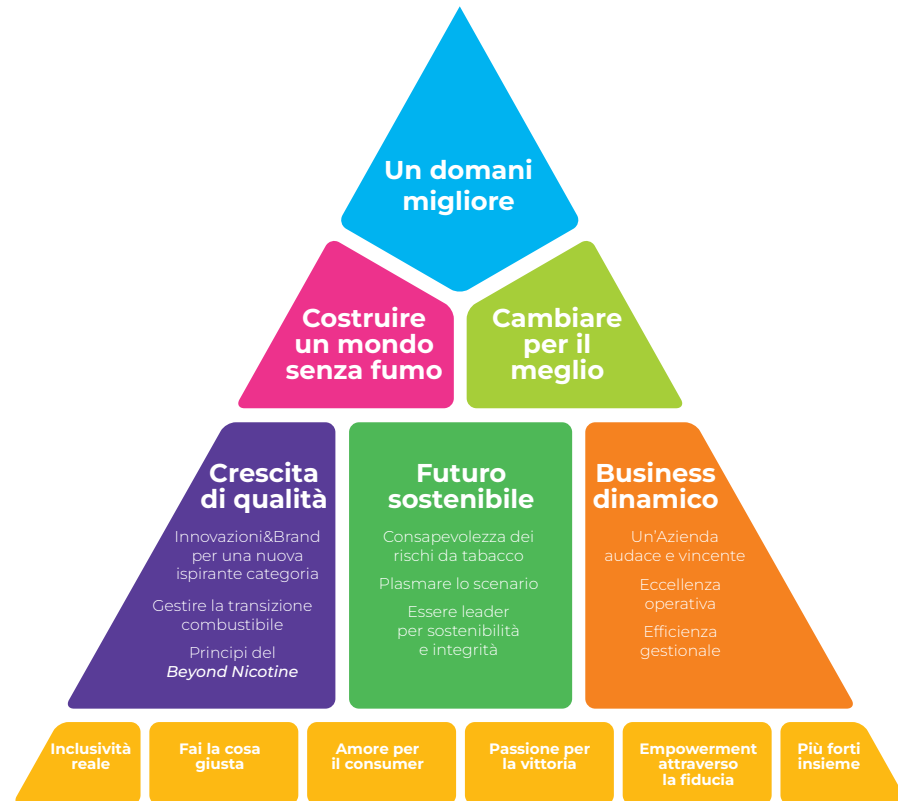 Un domani
migliore
Costruire
un mondo
senza fumo
Cambiare
per il
meglio
Crescita
di qualità
Innovazioni&Brand
per una nuova
ispirante categoria
Gestire la transizione
combustibile
Principi del
Beyond Nicotine
Futuro
sostenibile
Consapevolezza dei
rischi da tabacco
Plasmare lo scenario
Essere leader
per sostenibilità
e integrità
Business
dinamico
Un'Azienda
audace e vincente
Eccellenza
operativa
Efficienza
gestionale
Inclusività
reale
Fai la cosa
giusta
Amore per
il consumer
Passione per
la vittoria
Empowerment
attraverso
la fiducia
Più forti
insieme